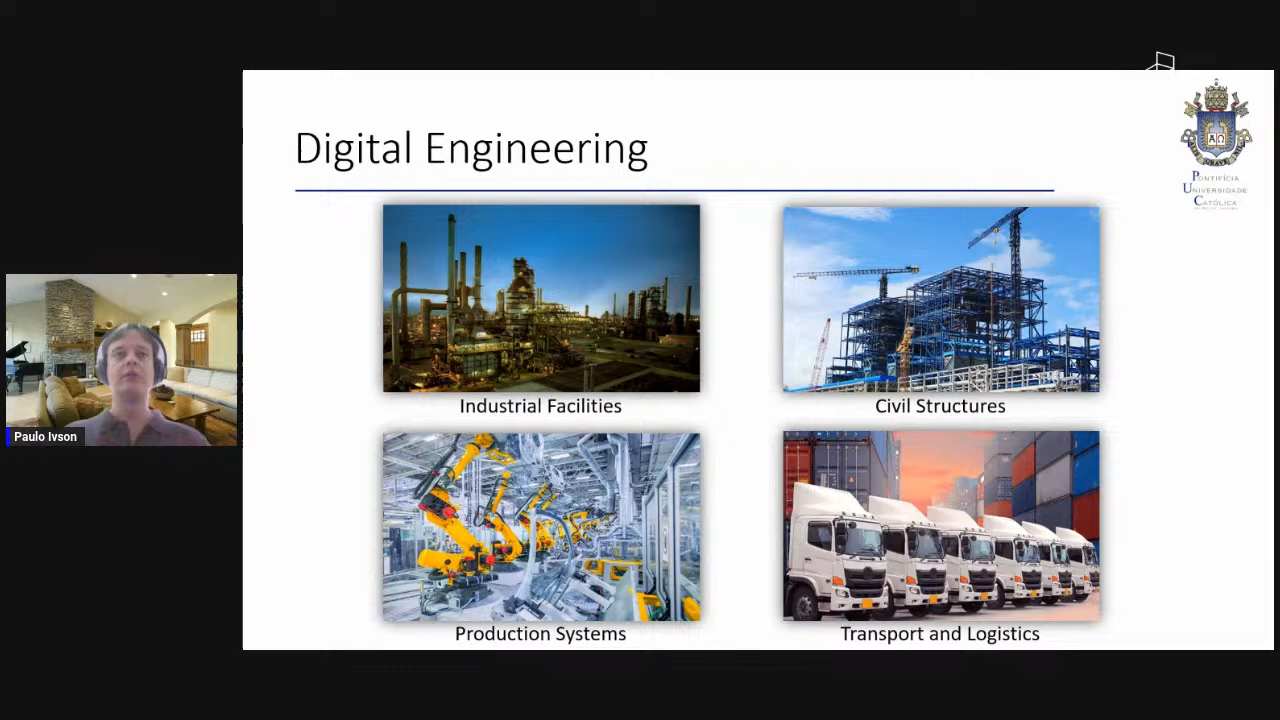 Digital Engineering
PONTIFÍCIA
UNIVERSIDADE
CATÓLICA
Industrial Facilities
Civil Structures
Paulo Ivson
Production Systems
Transport and Logistics